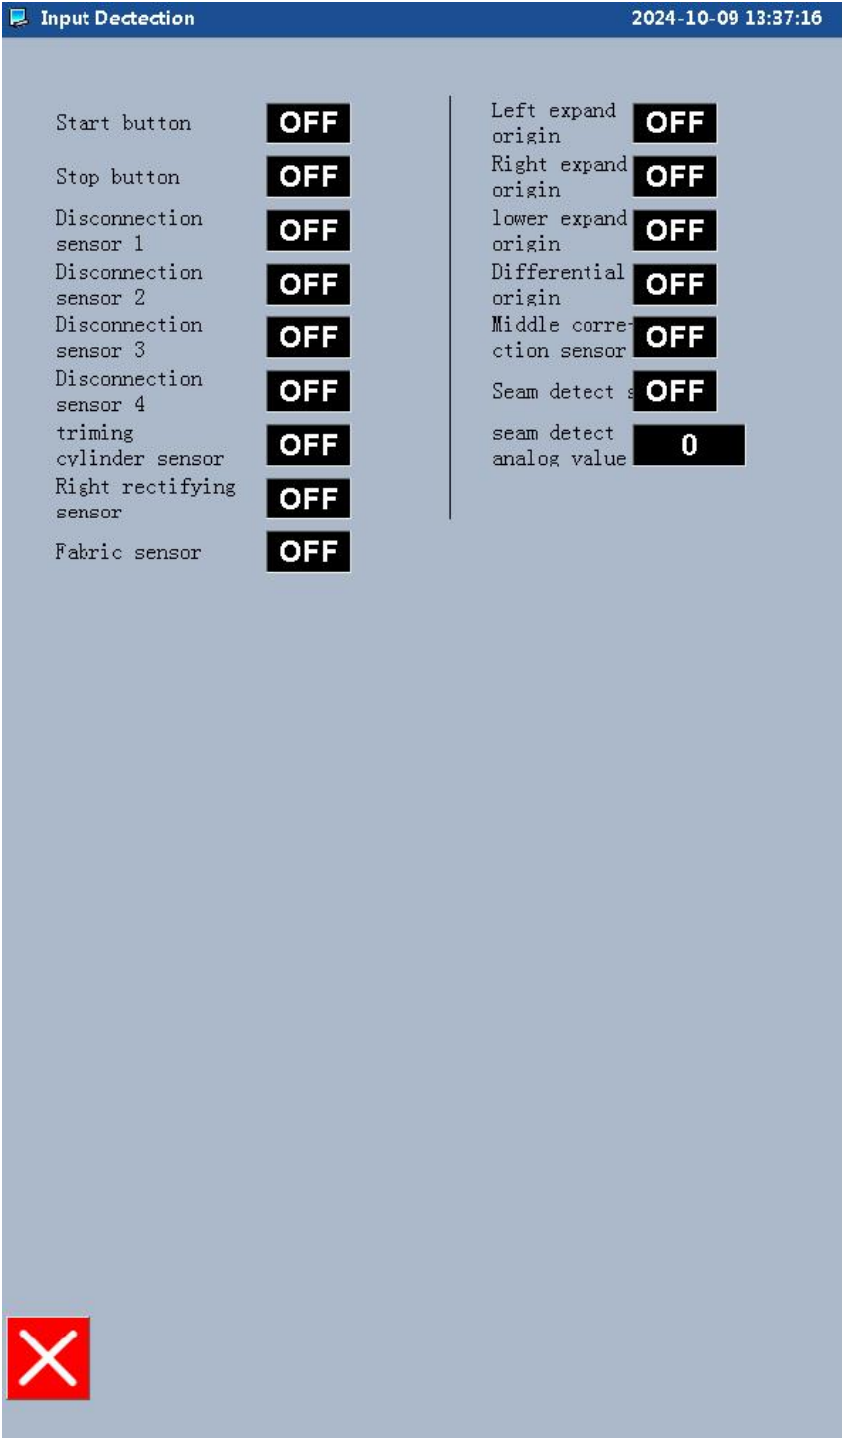 Input Dectection
2024-10-09 13:37:16
Start button OFF
Stop button OFF
Disconnection
sensor 1 OFF
Disconnection
sensor 2 OFF
Disconnection
sensor 3 OFF
Disconnection
sensor 4 OFF
triming
cylinder sensor OFF
Right rectifying
sensor OFF
Fabric sensor OFF
Left expand
origin OFF
Right expand
origin OFF
lower expand
origin OFF
Differential
origin OFF
Middle corre-
ction sensor OFF
Seam detect s OFF
seam detect
analog value 0